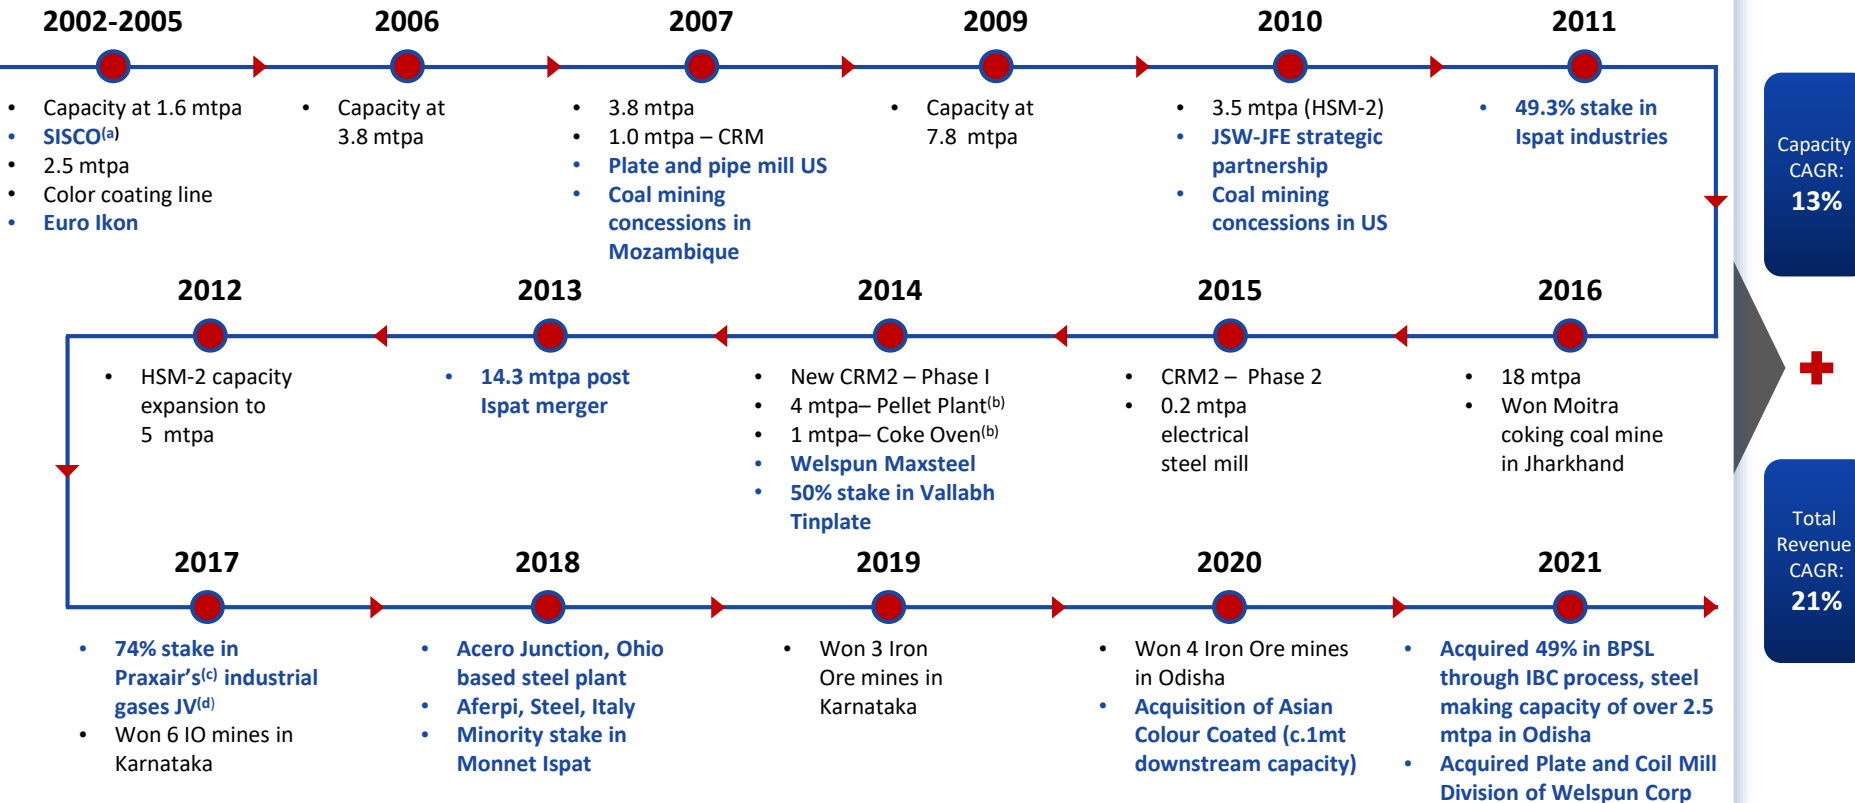 2002-2005
2006
2007
2009
2010
2011
• Capacity at 1.6 mtpa
• SISCO(a)
• 2.5 mtpa
• Color coating line
• Euro Ikon
• Capacity at
3.8 mtpa
• 3.8 mtpa
• 1.0 mtpa – CRM
• Plate and pipe mill US
• Coal mining
concessions in
Mozambique
• Capacity at
7.8 mtpa
• 3.5 mtpa (HSM-2)
• JSW-JFE strategic
partnership
• Coal mining
concessions in US
• 49.3% stake in
Ispat industries
2012
2013
2014
2015
2016
• HSM-2 capacity
expansion to
5 mtpa
• 14.3 mtpa post
Ispat merger
• New CRM2 – Phase I
• 4 mtpa– Pellet Plant(b)
• 1 mtpa– Coke Oven(b)
• Welspun Maxsteel
• 50% stake in Vallabh
Tinplate
• CRM2 – Phase 2
• 0.2 mtpa
electrical
steel mill
• 18 mtpa
• Won Moitra
coking coal mine
in Jharkhand
2017
2018
2019
2020
2021
• 74% stake in
Praxair's(c) industrial
gases JV(d)
• Won 6 IO mines in
Karnataka
• Acero Junction, Ohio
based steel plant
• Aferpi, Steel, Italy
• Minority stake in
Monnet Ispat
• Won 3 Iron
Ore mines in
Karnataka
• Won 4 Iron Ore mines
in Odisha
• Acquisition of Asian
Colour Coated (c.1mt
downstream capacity)
• Acquired 49% in BPSL
through IBC process, steel
making capacity of over 2.5
mtpa in Odisha
• Acquired Plate and Coil Mill
Division of Welspun Corp
Capacity
CAGR:
13%
Total
Revenue
CAGR:
21%